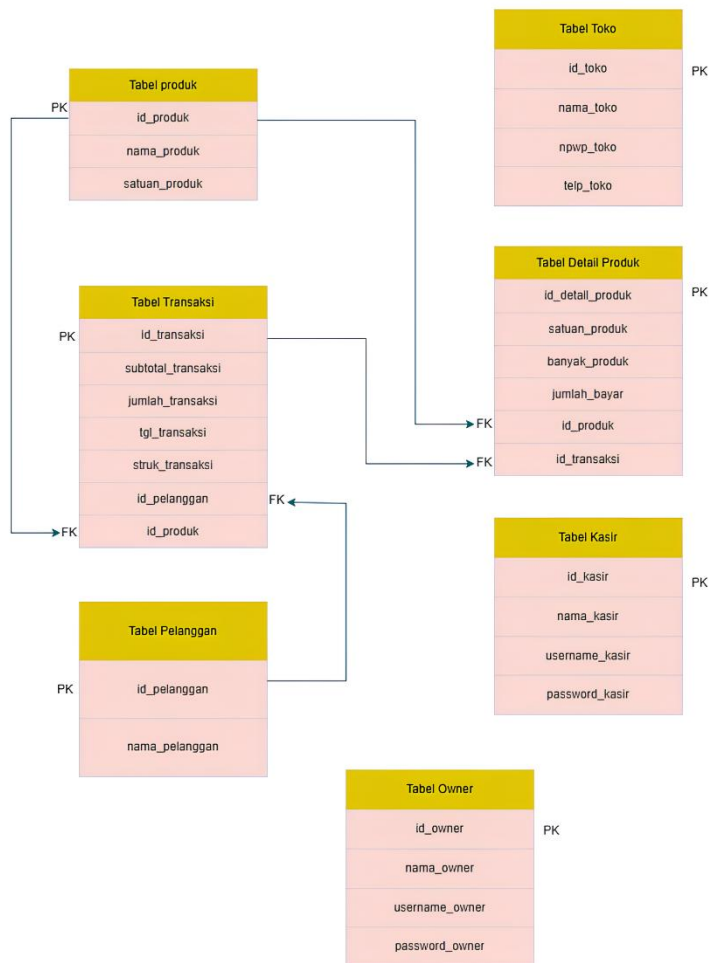 Tabel Toko
id_toko
PK
nama_toko
npwp_toko
telp_toko
Tabel produk
PK
id_produk
nama_produk
satuan_produk
Tabel Detail Produk
id_detail_produk
PK
satuan_produk
banyak_produk
jumlah_bayar
FK
id_produk
FK
id_transaksi
Tabel Transaksi
PK
id_transaksi
subtotal_transaksi
jumlah_transaksi
tgl_transaksi
struk_transaksi
id_pelanggan
FK
FK
id_produk
Tabel Kasir
id_kasir
PK
nama_kasir
username_kasir
password_kasir
Tabel Pelanggan
PK
id_pelanggan
nama_pelanggan
Tabel Owner
id_owner
PK
nama_owner
username_owner
password_owner